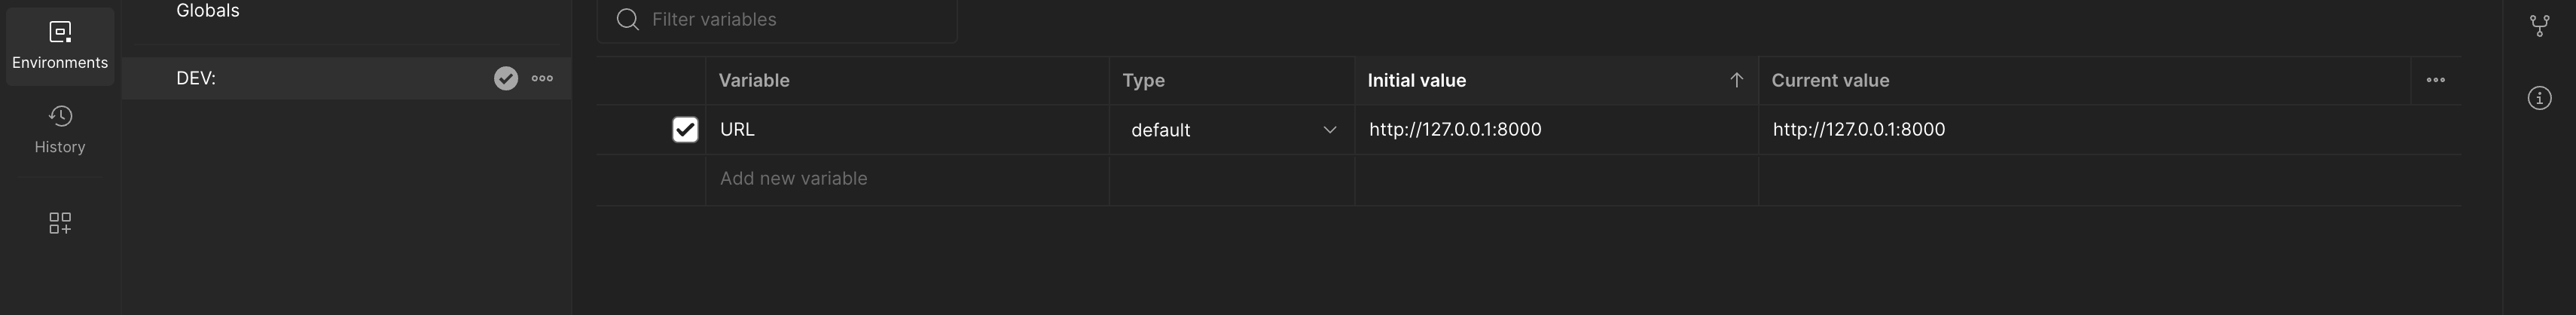 Globals
Filter variables
Environments
DEV:
Variable
Type
Initial value
Current value
URL
default
http://127.0.0.1:8000
http://127.0.0.1:8000
History
Add new variable